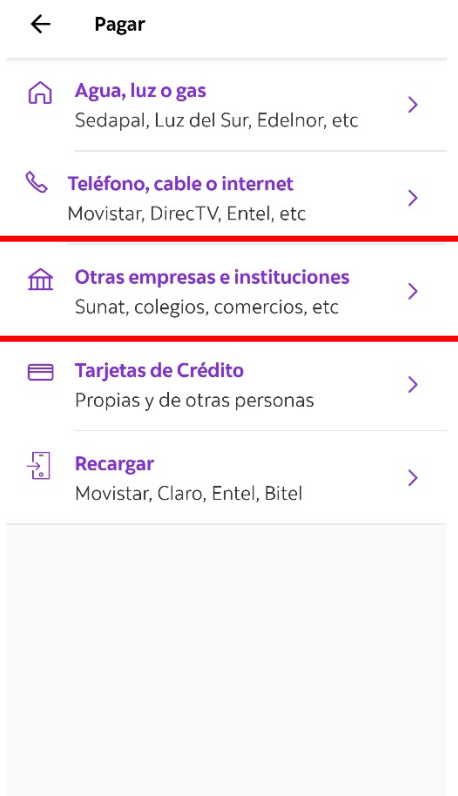 Pagar
Agua, luz o gas
Sedapal, Luz del Sur, Edelnor, etc
Teléfono, cable o internet
Movistar, DirecTV, Entel, etc
Otras empresas e instituciones
Sunat, colegios, comercios, etc
Tarjetas de Crédito
Propias y de otras personas
Recargar
Movistar, Claro, Entel, Bitel